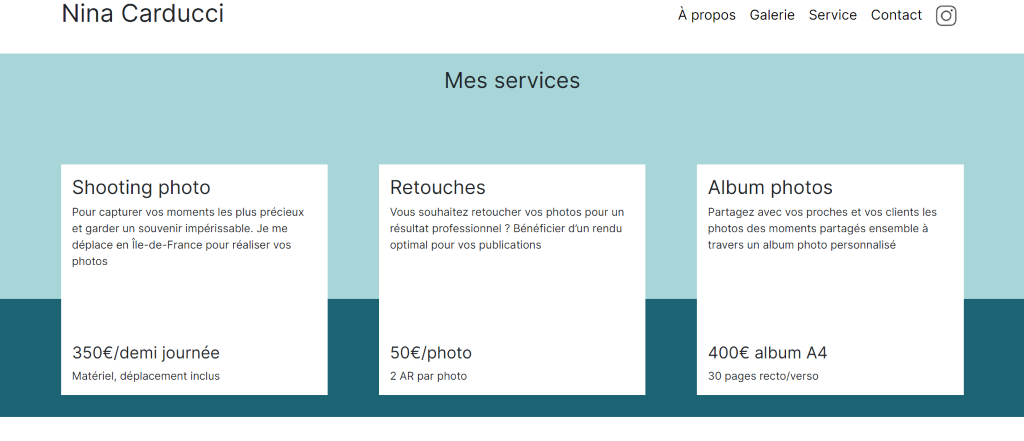 Nina Carducci
À propos Galerie Service Contact
Mes services
Shooting photo
Pour capturer vos moments les plus précieux
et garder un souvenir impérissable. Je me
déplace en Île-de-France pour réaliser vos
photos
350€/demi journée
Matériel, déplacement inclus
Retouches
Vous souhaitez retoucher vos photos pour un
résultat professionnel ? Bénéficier d’un rendu
optimal pour vos publications
50€/photo
2 AR par photo
Album photos
Partagez avec vos proches et vos clients les
photos des moments partagés ensemble à
travers un album photo personnalisé
400€ album A4
30 pages recto/verso